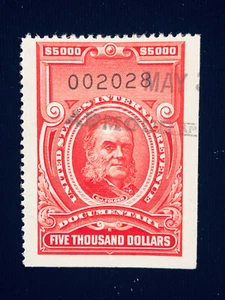 $5000 $5000
002028 MAY
UNITED STATES INTERNAL REVENUE
DOCUMENTARY
FIVE THOUSAND DOLLARS